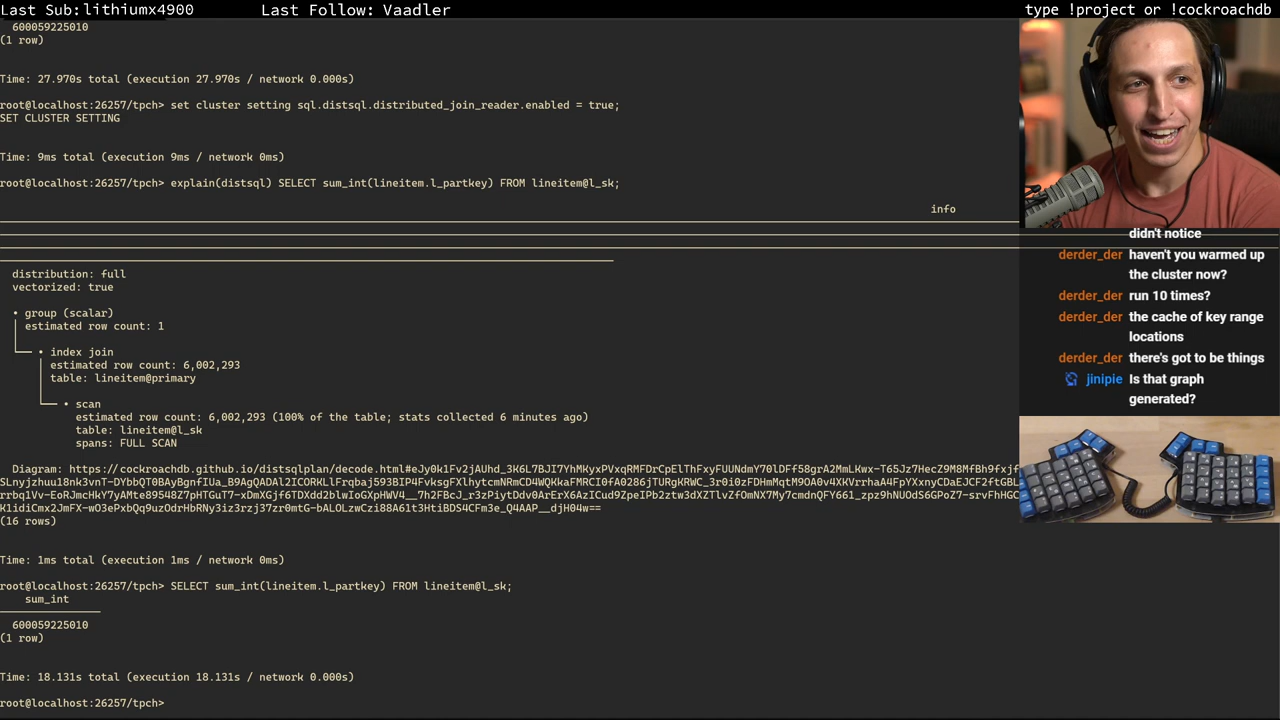 Last Sub:lithiumx4900 Last Follow: Vaadler type !project or !cockroachdb
600059225010
(1 row)
Time: 27.970s total (execution 27.970s / network 0.000s)
root@localhost:26257/tpch> set cluster setting sql.distsql.distributed_join_reader.enabled = true;
SET CLUSTER SETTING
Time: 9ms total (execution 9ms / network 0ms)
root@localhost:26257/tpch> explain(distsql) SELECT sum_int(lineitem.l_partkey) FROM lineitem@l_sk;
info
distribution: full
vectorized: true
• group (scalar)
estimated row count: 1
• index join
estimated row count: 6,002,293
table: lineitem@primary
• scan
estimated row count: 6,002,293 (100% of the table; stats collected 6 minutes ago)
table: lineitem@l_sk
spans: FULL SCAN
Diagram: https://cockroachdb.github.io/distsqlplan/decode.html
(16 rows)
Time: 1ms total (execution 1ms / network 0ms)
root@localhost:26257/tpch> SELECT sum_int(lineitem.l_partkey) FROM lineitem@l_sk;
sum_int
600059225010
(1 row)
Time: 18.131s total (execution 18.131s / network 0.000s)
root@localhost:26257/tpch>
didn't notice
derder_der haven't you warmed up
the cluster now?
derder_der run 10 times?
derder_der the cache of key range
locations
derder_der there's got to be things
jinipie Is that graph
generated?